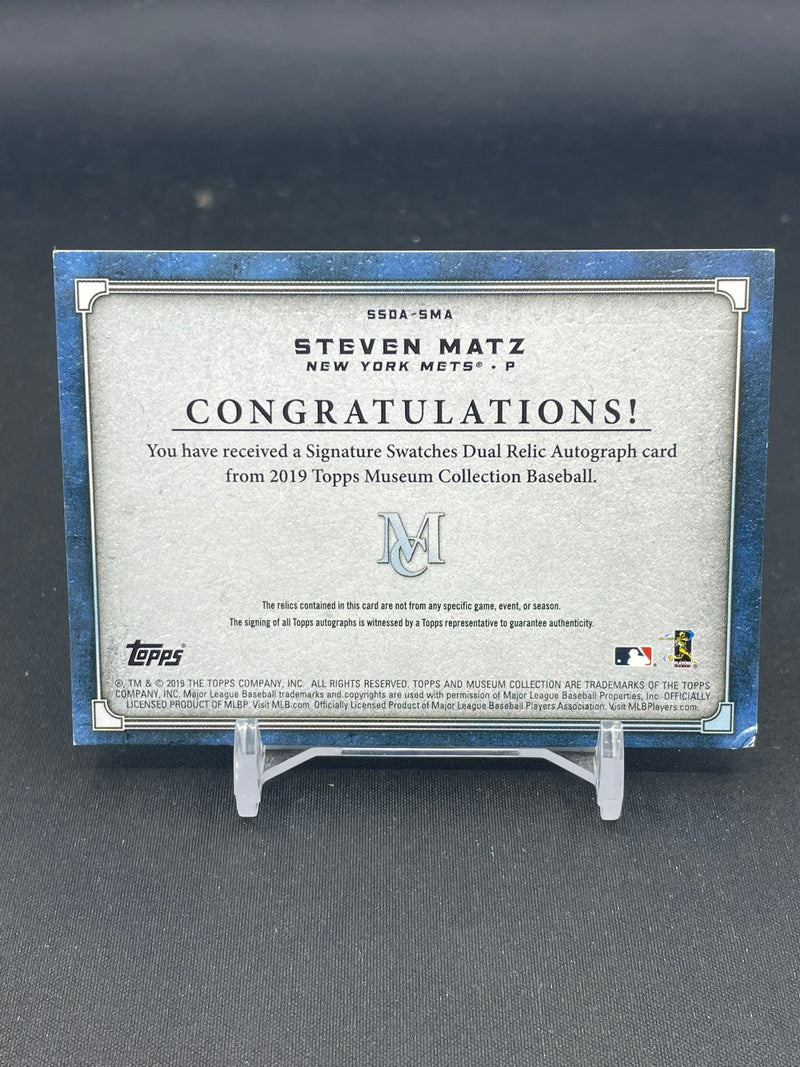 SSDA-SMA
STEVEN MATZ
NEW YORK METS® • P
CONGRATULATIONS!
You have received a Signature Swatches Dual Relic Autograph card
from 2019 Topps Museum Collection Baseball.
MC
The relics contained in this card are not from any specific game, event, or season.
The signing of all Topps autographs is witnessed by a Topps representative to guarantee authenticity.
Topps®
®, TM & © 2019 THE TOPPS COMPANY, INC. ALL RIGHTS RESERVED. TOPPS AND MUSEUM COLLECTION ARE TRADEMARKS OF THE TOPPS
COMPANY, INC. Major League Baseball trademarks and copyrights are used with permission of Major League Baseball Properties, Inc. OFFICIALLY
LICENSED PRODUCT OF MLBP. Visit MLB.com. Officially Licensed Product of Major League Baseball Players Association. Visit MLBPlayers.com.